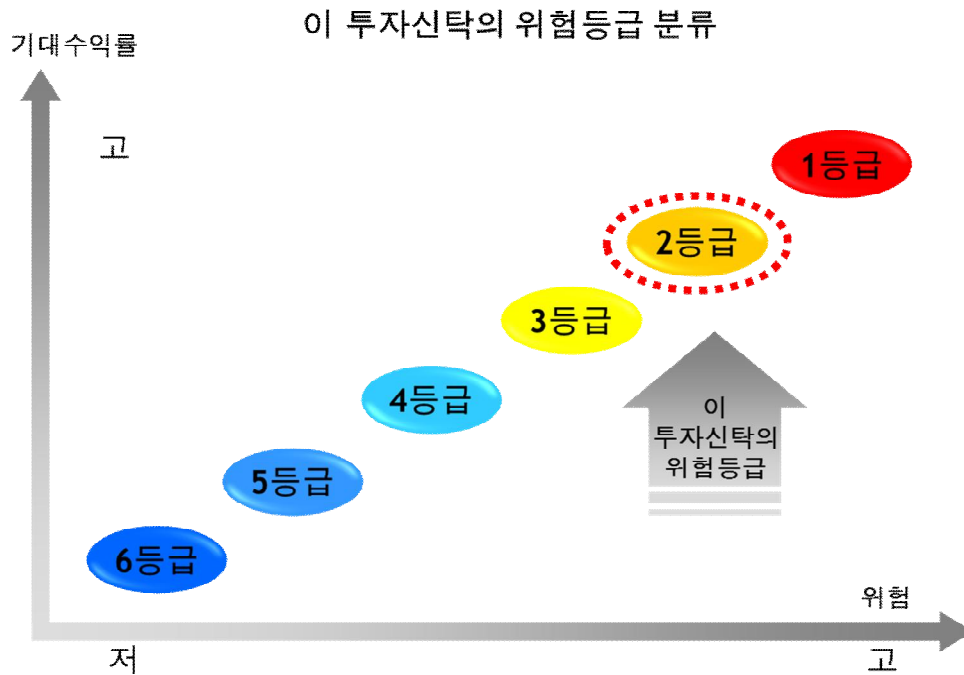 이 투자신탁의 위험등급 분류
기대수익률
고
1등급
2등급
3등급
4등급
이
투자신탁의
위험등급
5등급
6등급
위험
저
고